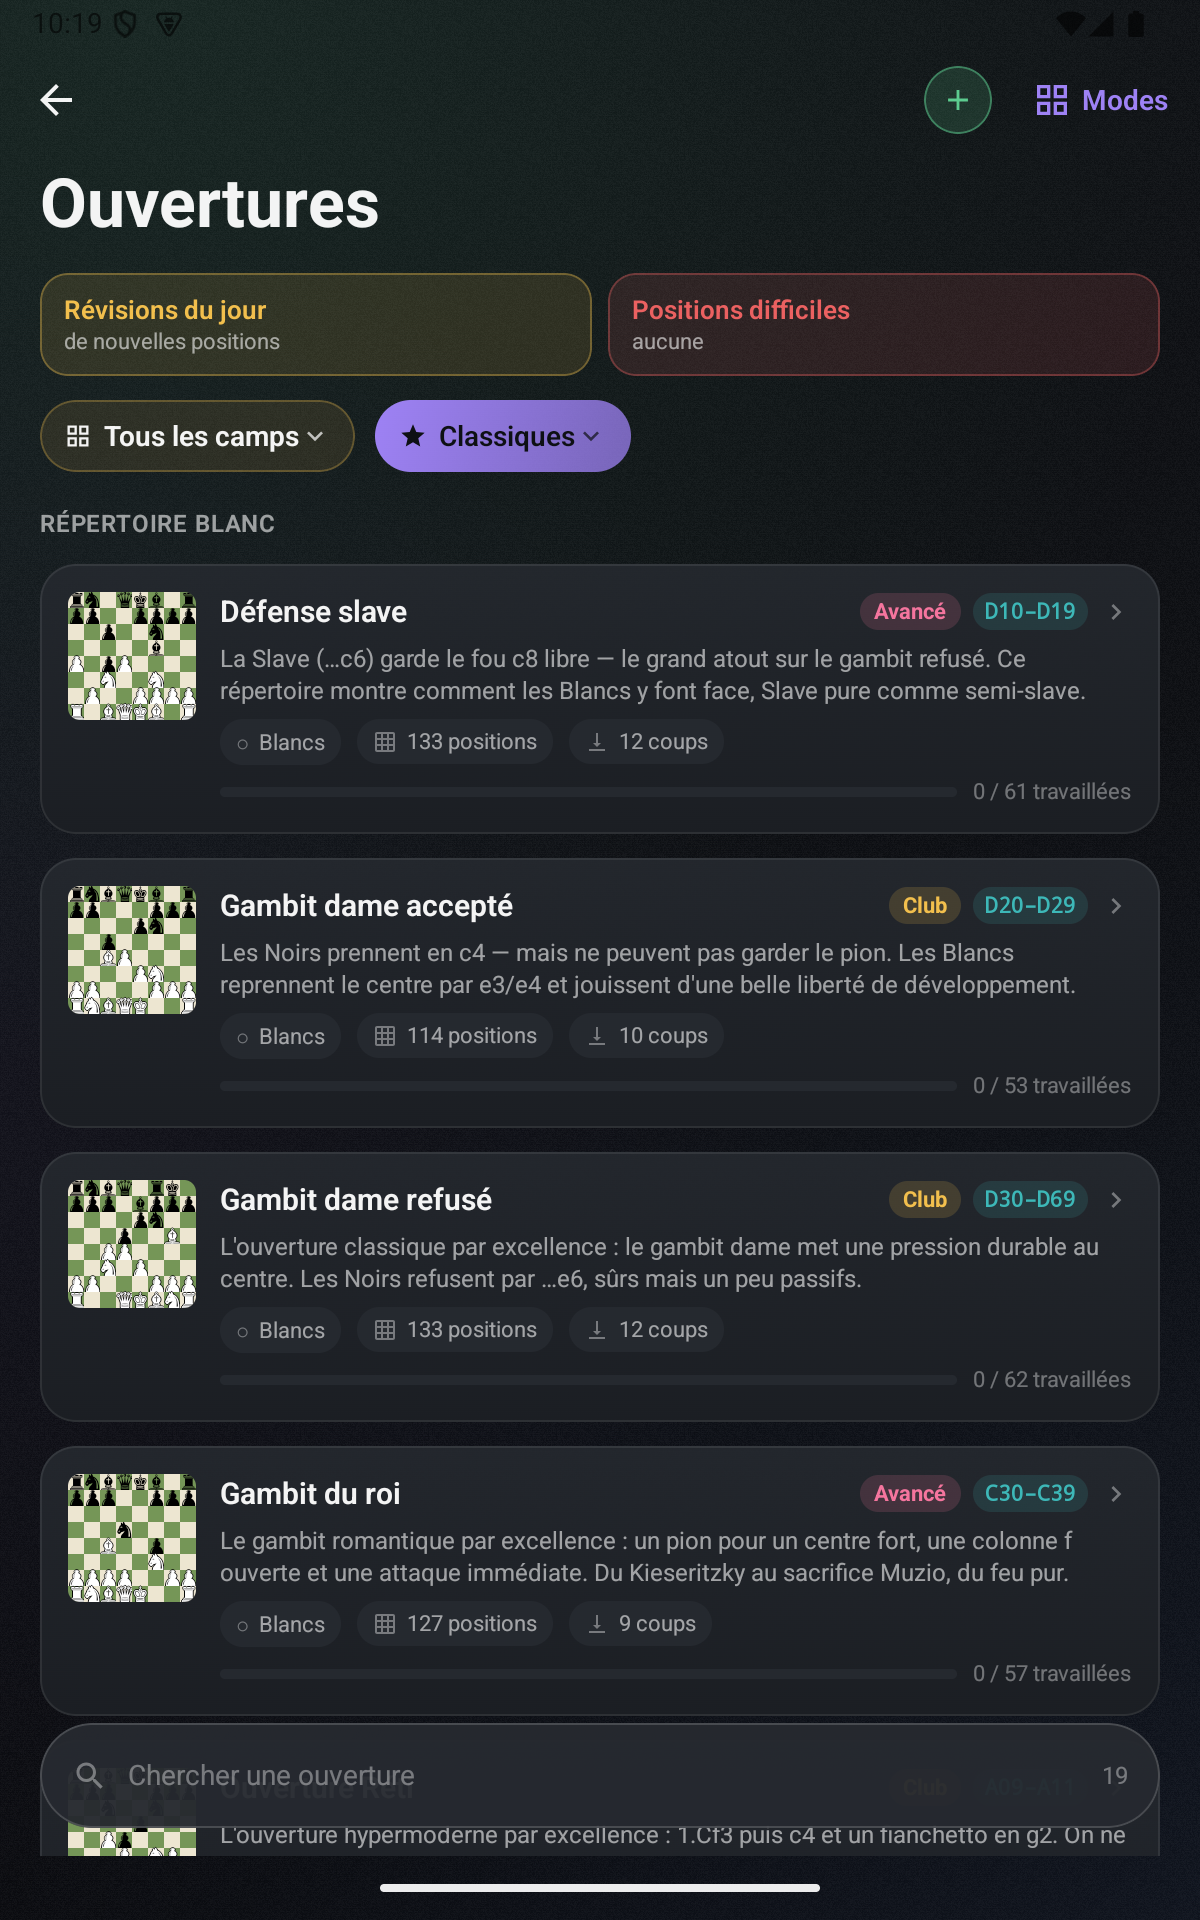 10:19
Modes
Ouvertures
Révisions du jour
de nouvelles positions
Positions difficiles
aucune
Tous les camps
Classiques
RÉPERTOIRE BLANC
Défense slave
Avancé
D10–D19
La Slave (…c6) garde le fou c8 libre — le grand atout sur le gambit refusé. Ce
répertoire montre comment les Blancs y font face, Slave pure comme semi-slave.
Blancs
133 positions
12 coups
0 / 61 travaillées
Gambit dame accepté
Club
D20–D29
Les Noirs prennent en c4 — mais ne peuvent pas garder le pion. Les Blancs
reprennent le centre par e3/e4 et jouissent d'une belle liberté de développement.
Blancs
114 positions
10 coups
0 / 53 travaillées
Gambit dame refusé
Club
D30–D69
L'ouverture classique par excellence : le gambit dame met une pression durable au
centre. Les Noirs refusent par …e6, sûrs mais un peu passifs.
Blancs
133 positions
12 coups
0 / 62 travaillées
Gambit du roi
Avancé
C30–C39
Le gambit romantique par excellence : un pion pour un centre fort, une colonne f
ouverte et une attaque immédiate. Du Kieseritzky au sacrifice Muzio, du feu pur.
Blancs
127 positions
9 coups
0 / 57 travaillées
Chercher une ouverture
19
Ouverture Réti
Club
L'ouverture hypermoderne par excellence : 1.Cf3 puis c4 et un fianchetto en g2. On ne